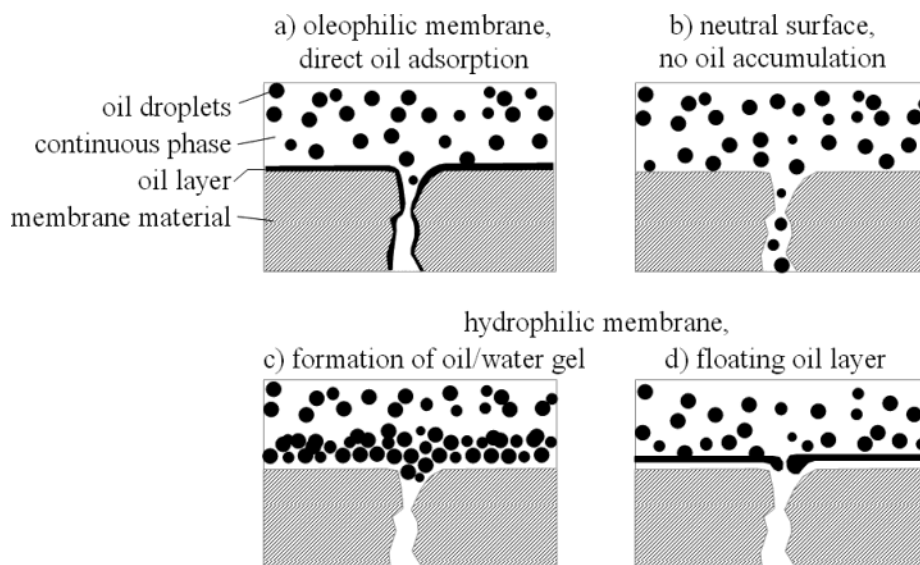 a) oleophilic membrane,
direct oil adsorption
b) neutral surface,
no oil accumulation
oil droplets
continuous phase
oil layer
membrane material
hydrophilic membrane,
c) formation of oil/water gel
d) floating oil layer